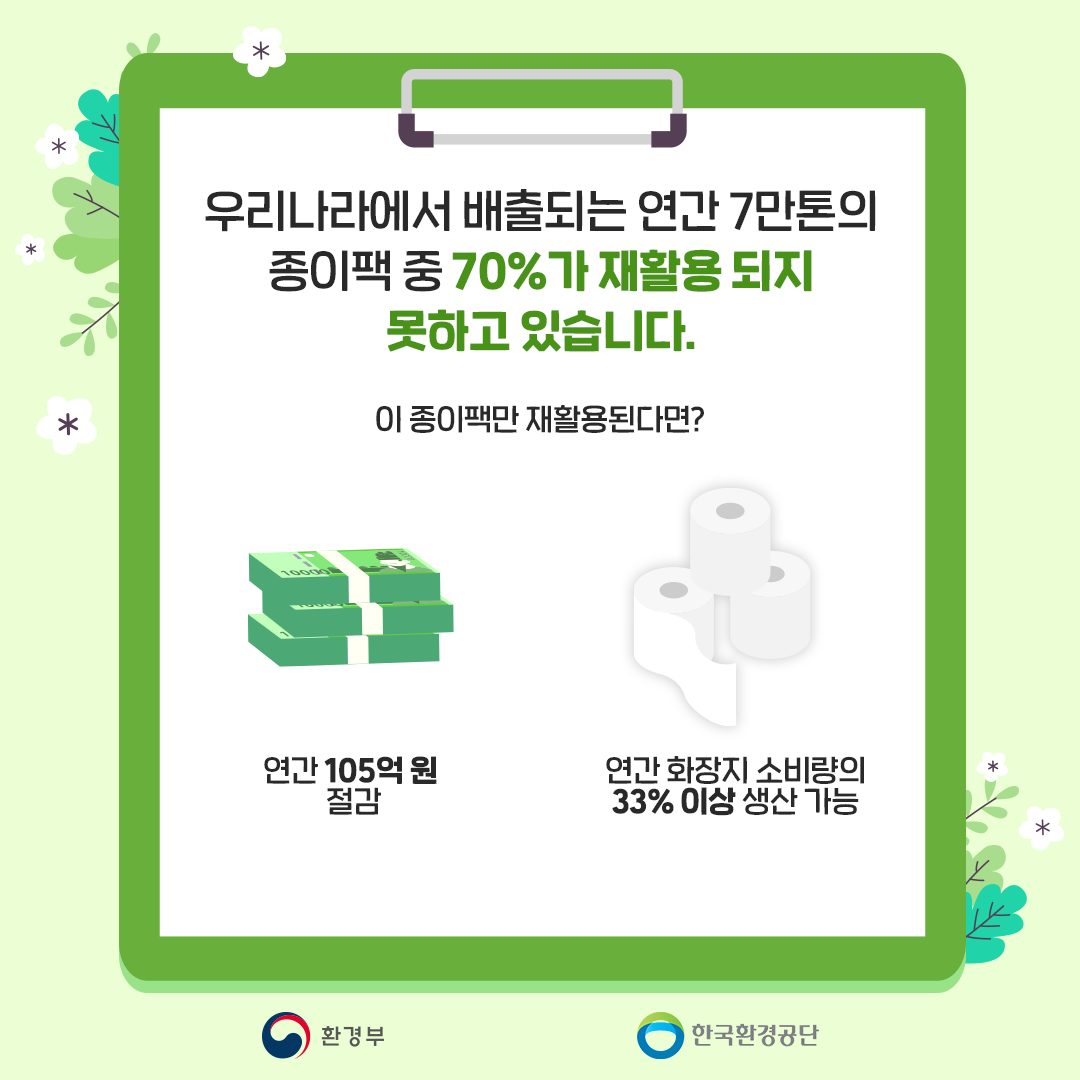 우리나라에서 배출되는 연간 7만톤의
종이팩 중 70%가 재활용 되지
못하고 있습니다.
이 종이팩만 재활용된다면?
10000
연간 105억 원
절감
연간 화장지 소비량의
33% 이상 생산 가능
환경부
한국환경공단